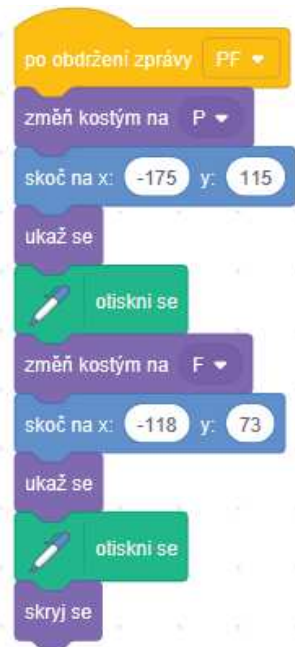 po obdržení zprávy PF
změň kostým na P
skoč na x: -175 y: 115
ukaž se
otiskni se
změň kostým na F
skoč na x: -118 y: 73
ukaž se
otiskni se
skryj se